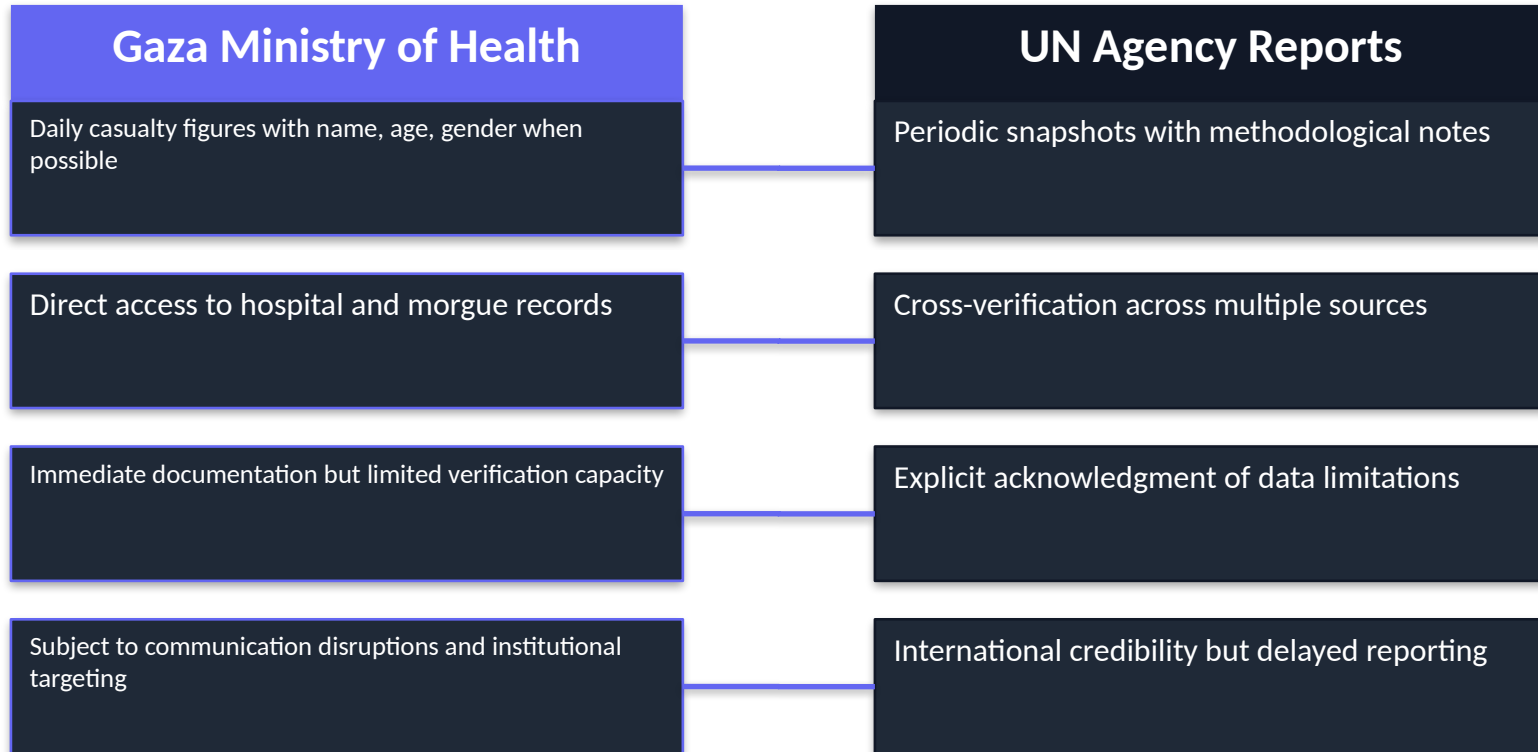 Gaza Ministry of Health
UN Agency Reports
Daily casualty figures with name, age, gender when
possible
Periodic snapshots with methodological notes
Direct access to hospital and morgue records
Cross-verification across multiple sources
Immediate documentation but limited verification capacity
Explicit acknowledgment of data limitations
Subject to communication disruptions and institutional
targeting
International credibility but delayed reporting